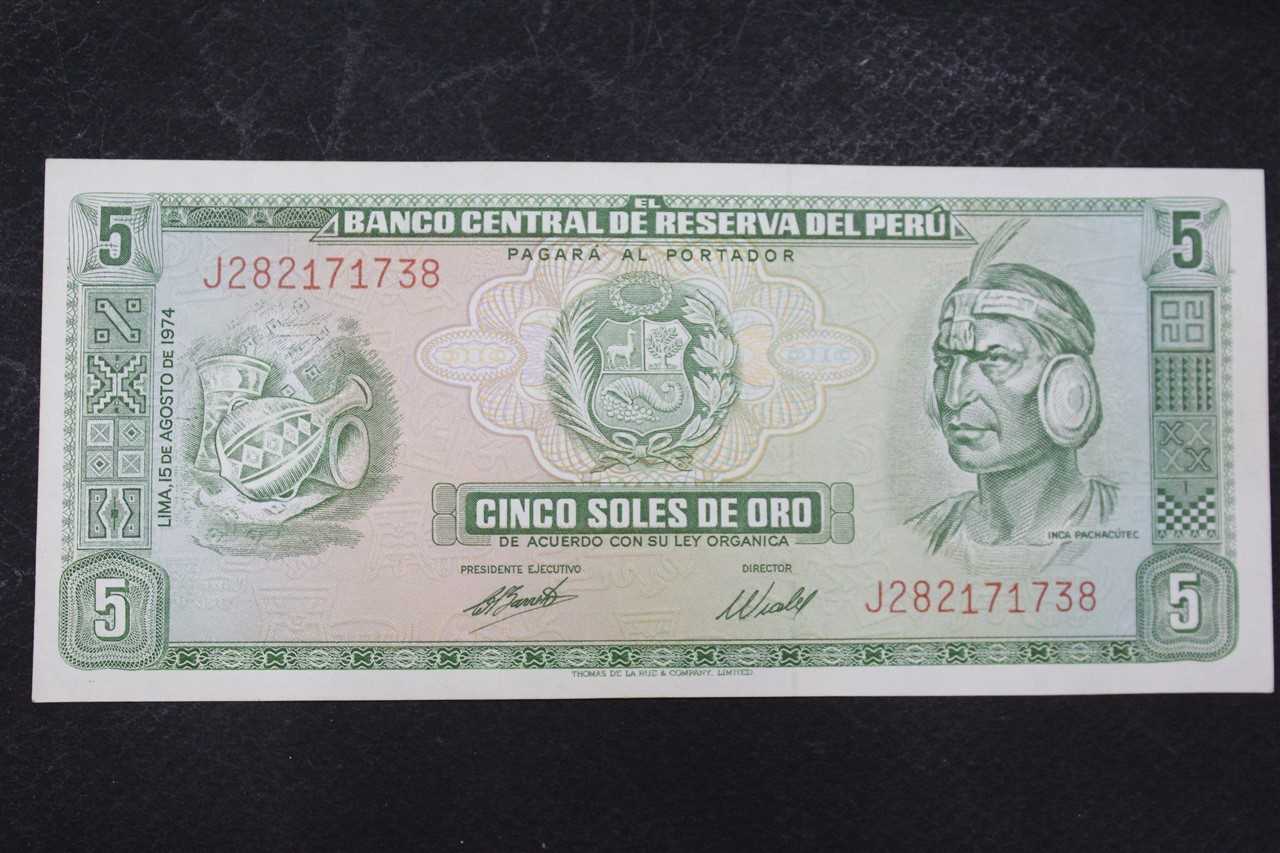 5
EL
BANCO CENTRAL DE RESERVA DEL PERÚ
5
PAGARÁ AL PORTADOR
J282171738
LIMA, 15 DE AGOSTO DE 1974
CINCO SOLES DE ORO
DE ACUERDO CON SU LEY ORGANICA
INCA PACHACÚTEC
PRESIDENTE EJECUTIVO
DIRECTOR
J282171738
5
5
THOMAS DE LA RUE & COMPANY, LIMITED